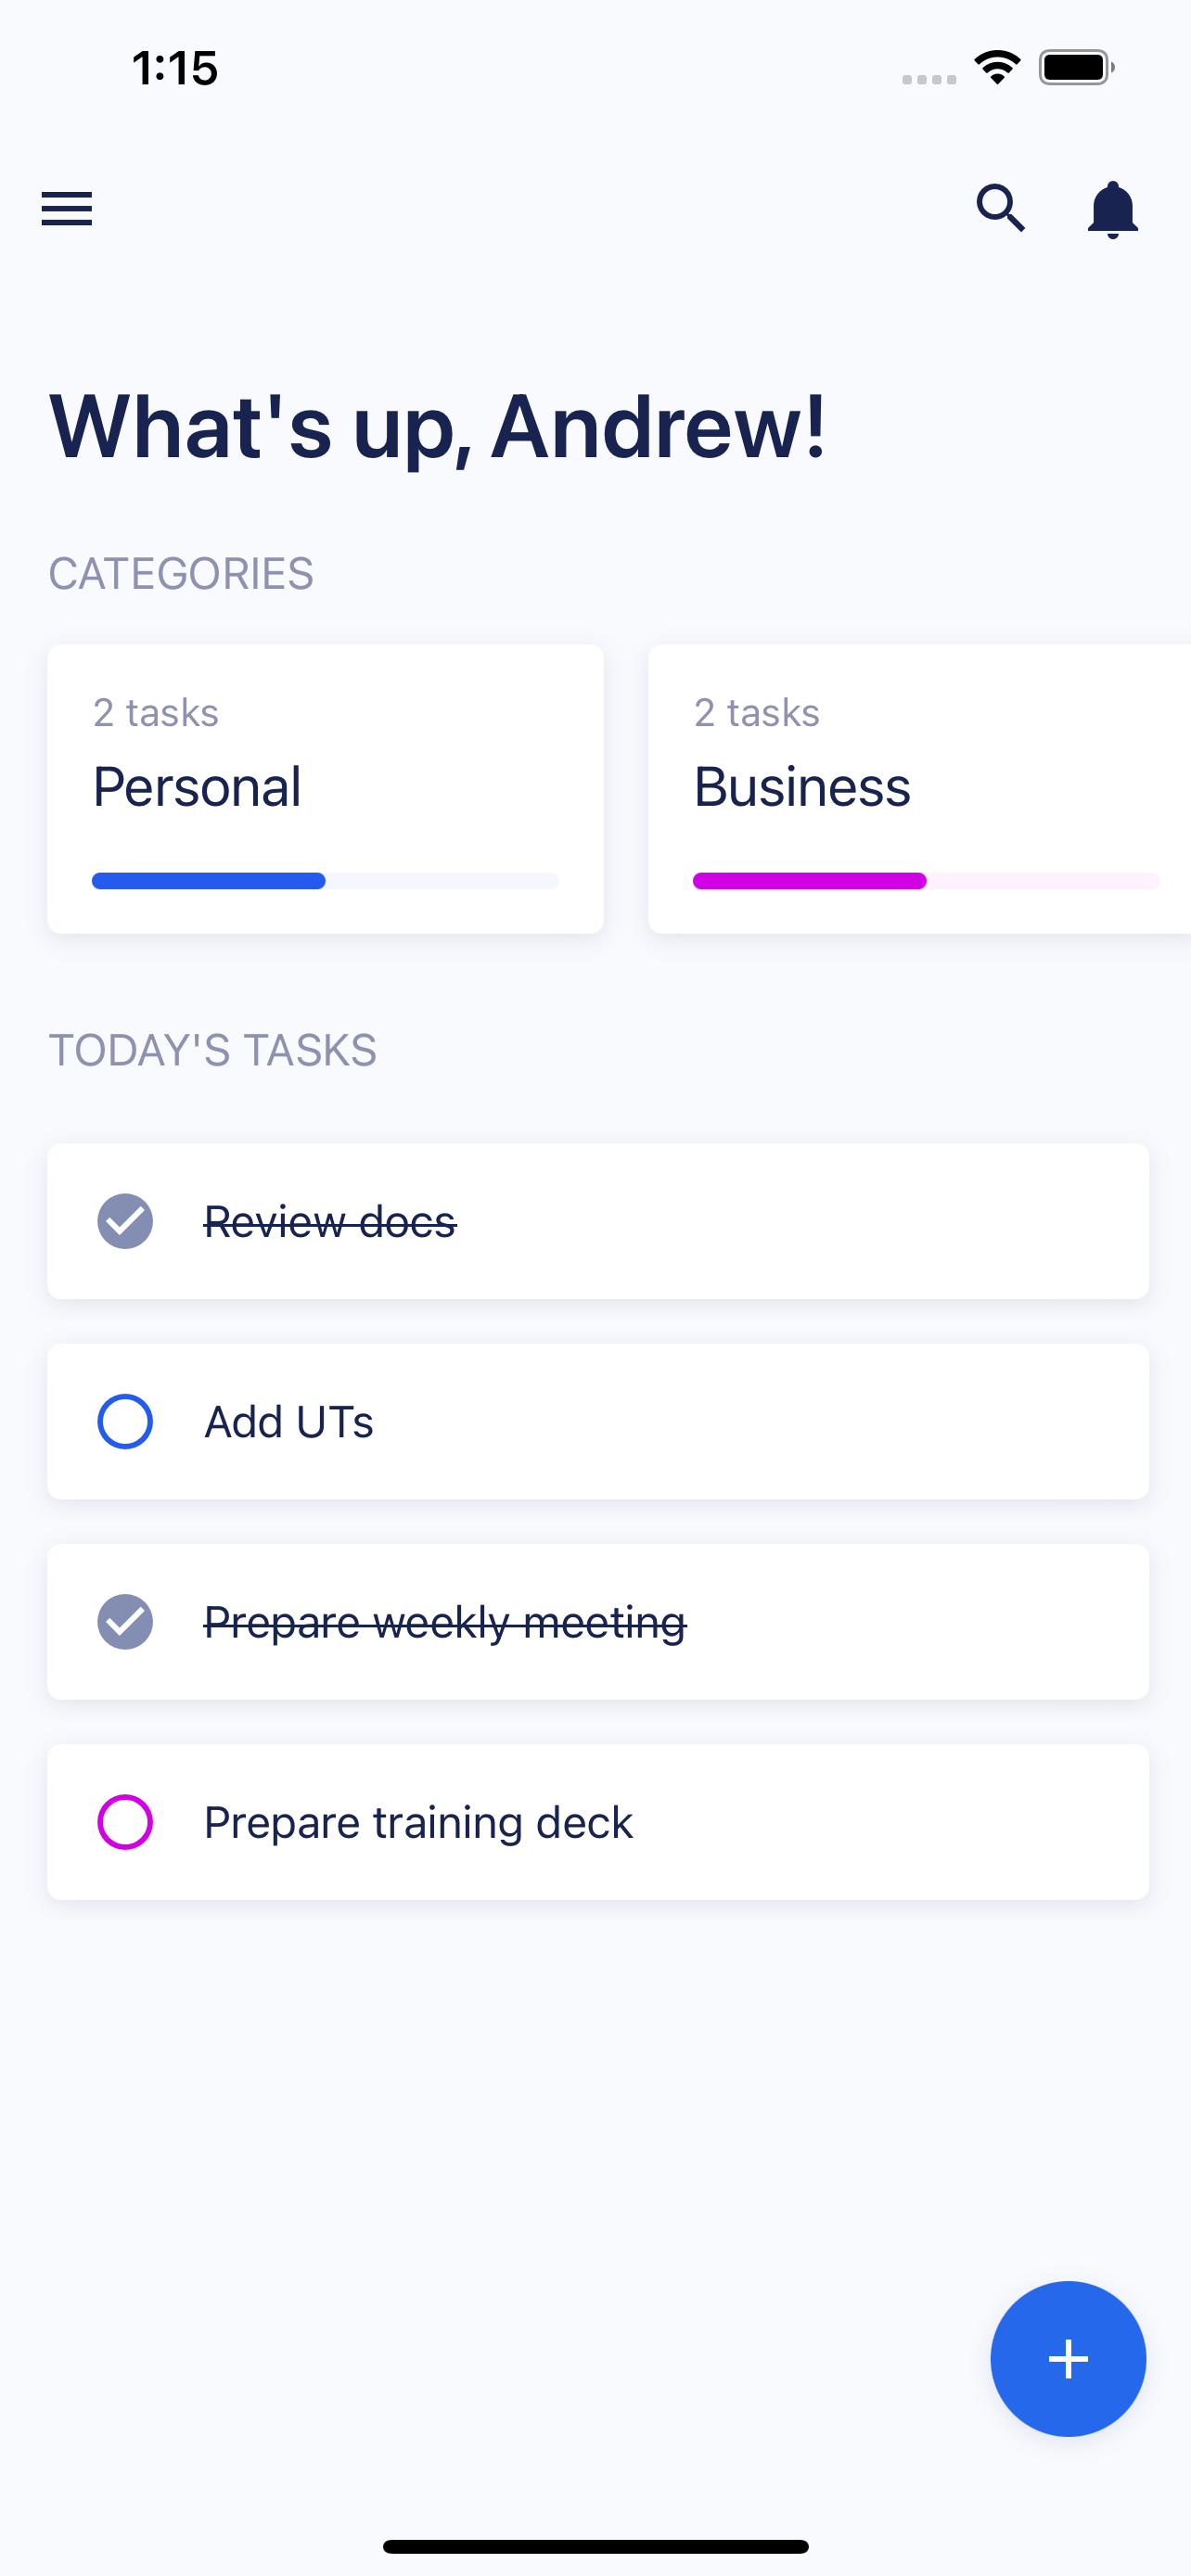 1:15
What's up, Andrew!
CATEGORIES
2 tasks
Personal
2 tasks
Business
TODAY'S TASKS
Review docs
Add UTs
Prepare weekly meeting
Prepare training deck